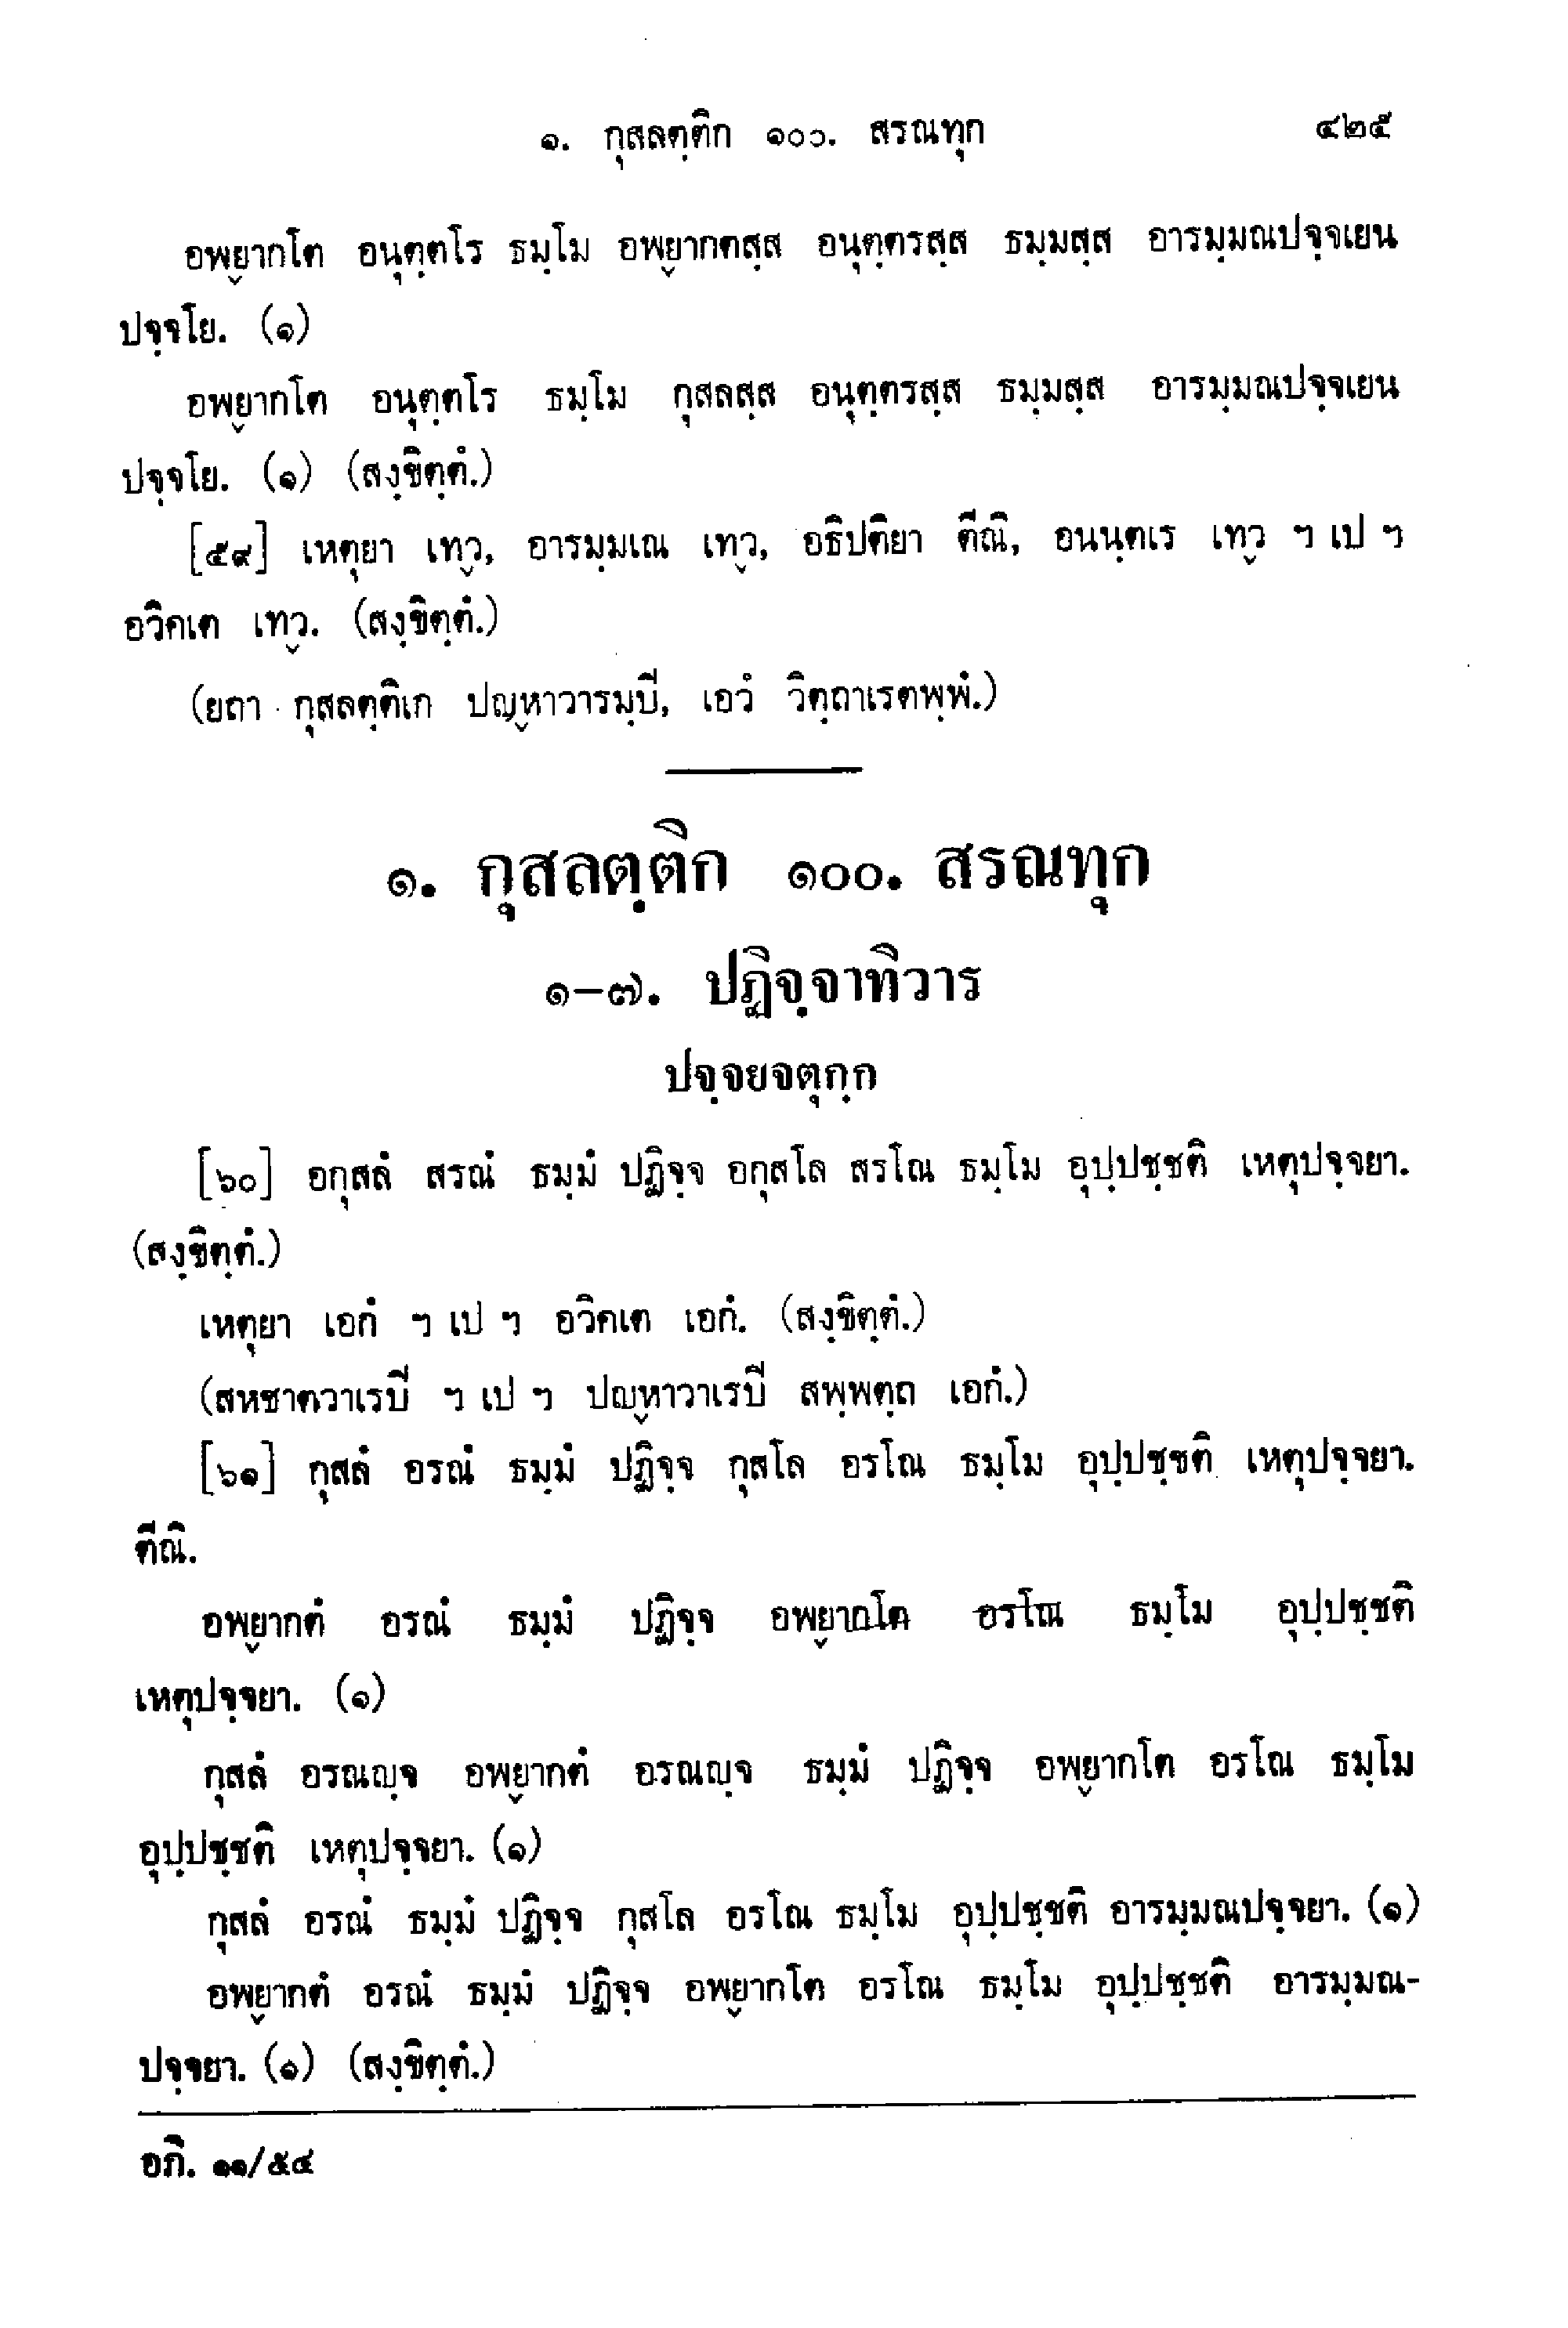 ๑. กุสลตฺติก ๑๐๐. สรณทุก ๔๒๕
อพฺยากโต อนุตฺตโร ธมฺโม อพฺยากตสฺส อนุตฺตรสฺส ธมฺมสฺส อารมฺมณปจฺจเยน
ปจฺจโย. (๑)
อพฺยากโต อนุตฺตโร ธมฺโม กุสลสฺส อนุตฺตรสฺส ธมฺมสฺส อารมฺมณปจฺจเยน
ปจฺจโย. (๑) (สงฺขิตฺตํ.)
[๕๙] เหตุยา เทฺว, อารมฺมเณ เทฺว, อธิปติยา ตีณิ, อนนฺตเร เทฺว ฯ เป ฯ
อวิคเต เทฺว. (สงฺขิตฺตํ.)
(ยถา กุสลตฺติเก ปญฺหาวารมฺปิ, เอวํ วิตฺถาเรตพฺพํ.)
๑. กุสลตฺติก ๑๐๐. สรณทุก
๑-๗. ปฏิจฺจาทิวาร
ปจฺจยจตุกฺก
[๖๐] อกุสลํ สรณํ ธมฺมํ ปฏิจฺจ อกุสโล สรโณ ธมฺโม อุปฺปชฺชติ เหตุปจฺจยา.
(สงฺขิตฺตํ.)
เหตุยา เอกํ ฯ เป ฯ อวิคเต เอกํ. (สงฺขิตฺตํ.)
(สหชาตวาเรปิ ฯ เป ฯ ปญฺหาวาเรปิ สพฺพตฺถ เอกํ.)
[๖๑] กุสลํ อรณํ ธมฺมํ ปฏิจฺจ กุสโล อรโณ ธมฺโม อุปฺปชฺชติ เหตุปจฺจยา.
ตีณิ.
อพฺยากตํ อรณํ ธมฺมํ ปฏิจฺจ อพฺยากโต อรโณ ธมฺโม อุปฺปชฺชติ
เหตุปจฺจยา. (๑)
กุสลํ อรณญฺจ อพฺยากตํ อรณญฺจ ธมฺมํ ปฏิจฺจ อพฺยากโต อรโณ ธมฺโม
อุปฺปชฺชติ เหตุปจฺจยา. (๑)
กุสลํ อรณํ ธมฺมํ ปฏิจฺจ กุสโล อรโณ ธมฺโม อุปฺปชฺชติ อารมฺมณปจฺจยา. (๑)
อพฺยากตํ อรณํ ธมฺมํ ปฏิจฺจ อพฺยากโต อรโณ ธมฺโม อุปฺปชฺชติ อารมฺมณ-
ปจฺจยา. (๑) (สงฺขิตฺตํ.)
อภิ. ๑๑/๕๔